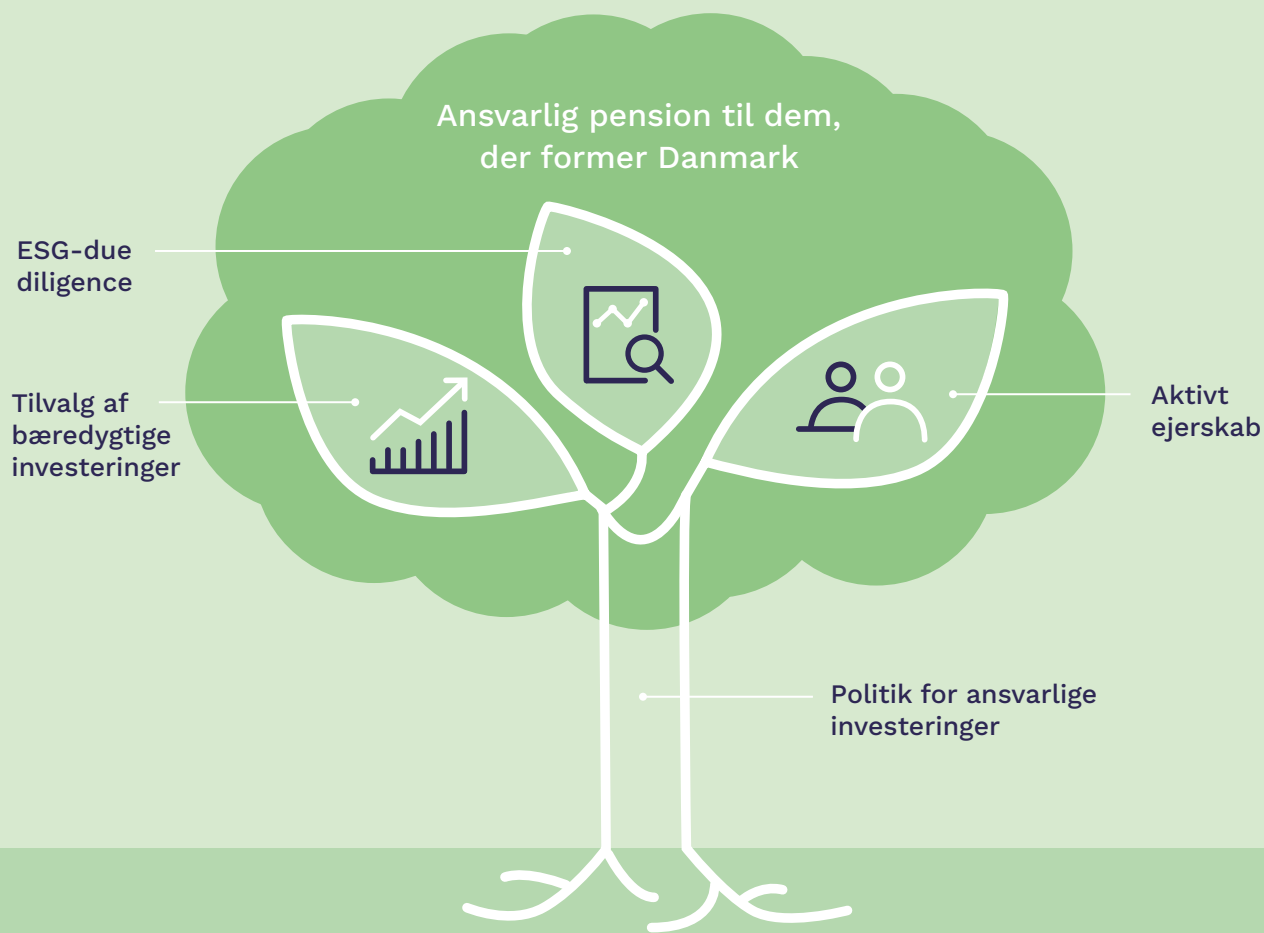 Ansvarlig pension til dem,
der former Danmark
ESG-due
diligence
Tilvalg af
bæredygtige
investeringer
Aktivt
ejerskab
Politik for ansvarlige
investeringer